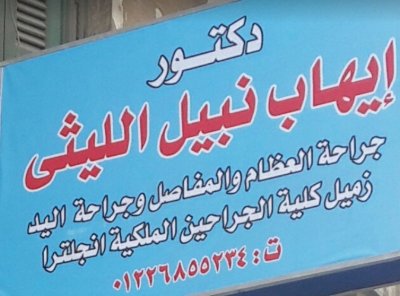 دكتور
إيهاب نبيل الليثى
جراحة العظام والمفاصل وجراحة اليد
زميل كلية الجراحين الملكية انجلترا
ت: ٠١٢٢٦٨٥٥٢٣٤